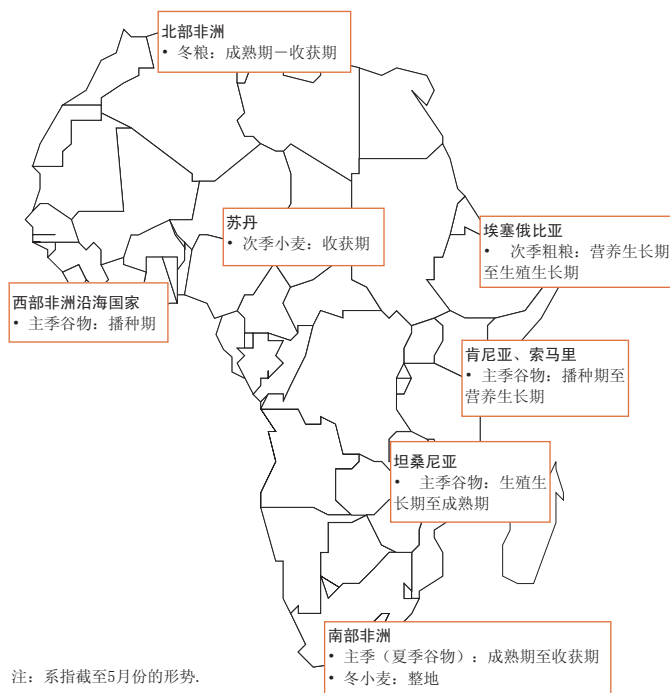 北部非洲
• 冬粮：成熟期－收获期
苏丹
• 次季小麦：收获期
埃塞俄比亚
• 次季粗粮：营养生长期
至生殖生长期
西部非洲沿海国家
• 主季谷物：播种期
肯尼亚、索马里
• 主季谷物：播种期至
营养生长期
坦桑尼亚
• 主季谷物：生殖生
长期至成熟期
南部非洲
• 主季（夏季谷物）：成熟期至收获期
• 冬小麦：整地
注：系指截至5月份的形势.